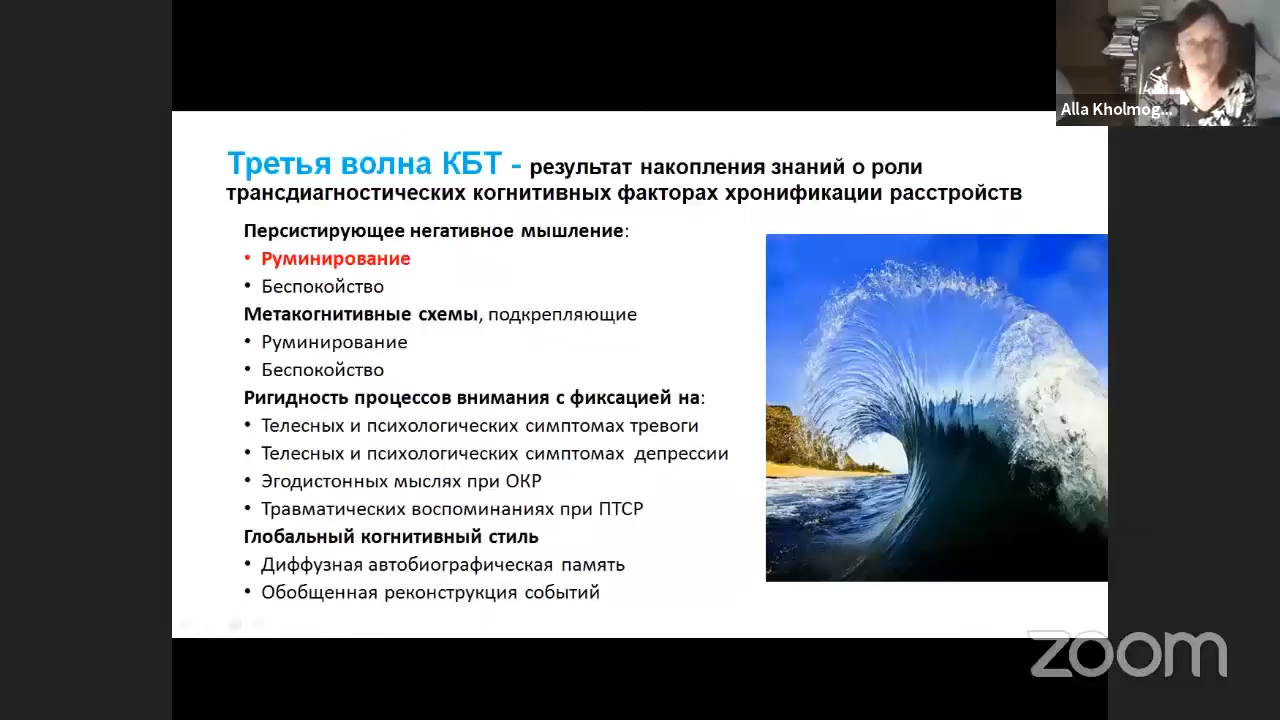 Alla Kholmog...
Третья волна КБТ - результат накопления знаний о роли
трансдиагностических когнитивных факторах хронификации расстройств
Персистирующее негативное мышление:
• Руминирование
• Беспокойство
Метакогнитивные схемы, подкрепляющие
• Руминирование
• Беспокойство
Ригидность процессов внимания с фиксацией на:
• Телесных и психологических симптомах тревоги
• Телесных и психологических симптомах депрессии
• Эгодистонных мыслях при ОКР
• Травматических воспоминаниях при ПТСР
Глобальный когнитивный стиль
• Диффузная автобиографическая память
• Обобщенная реконструкция событий
zoom